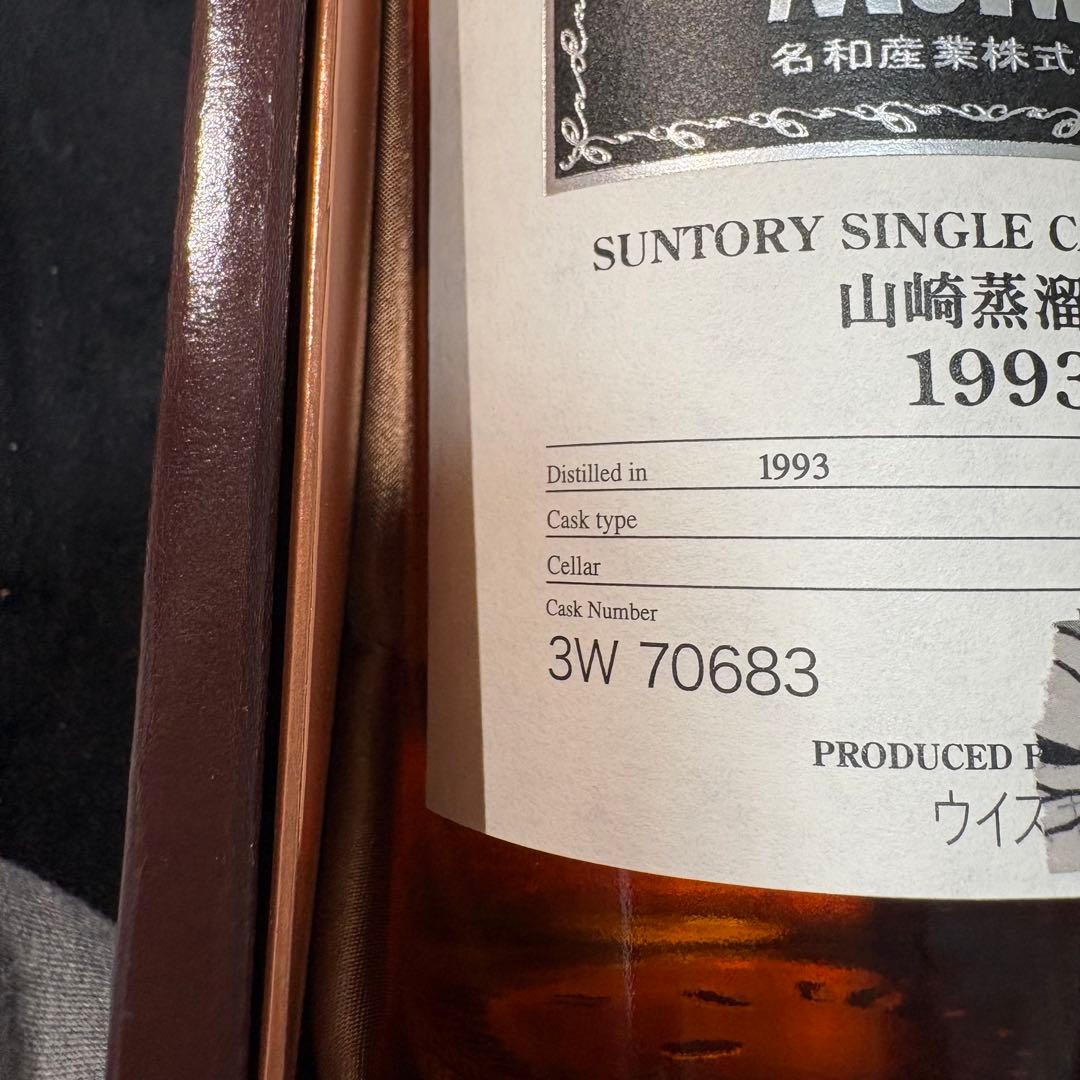 名和産業株式
SUNTORY SINGLE C
山崎蒸溜
1993
Distilled in 1993
Cask type
Cellar
Cask Number
3W 70683
PRODUCED F
ウイス